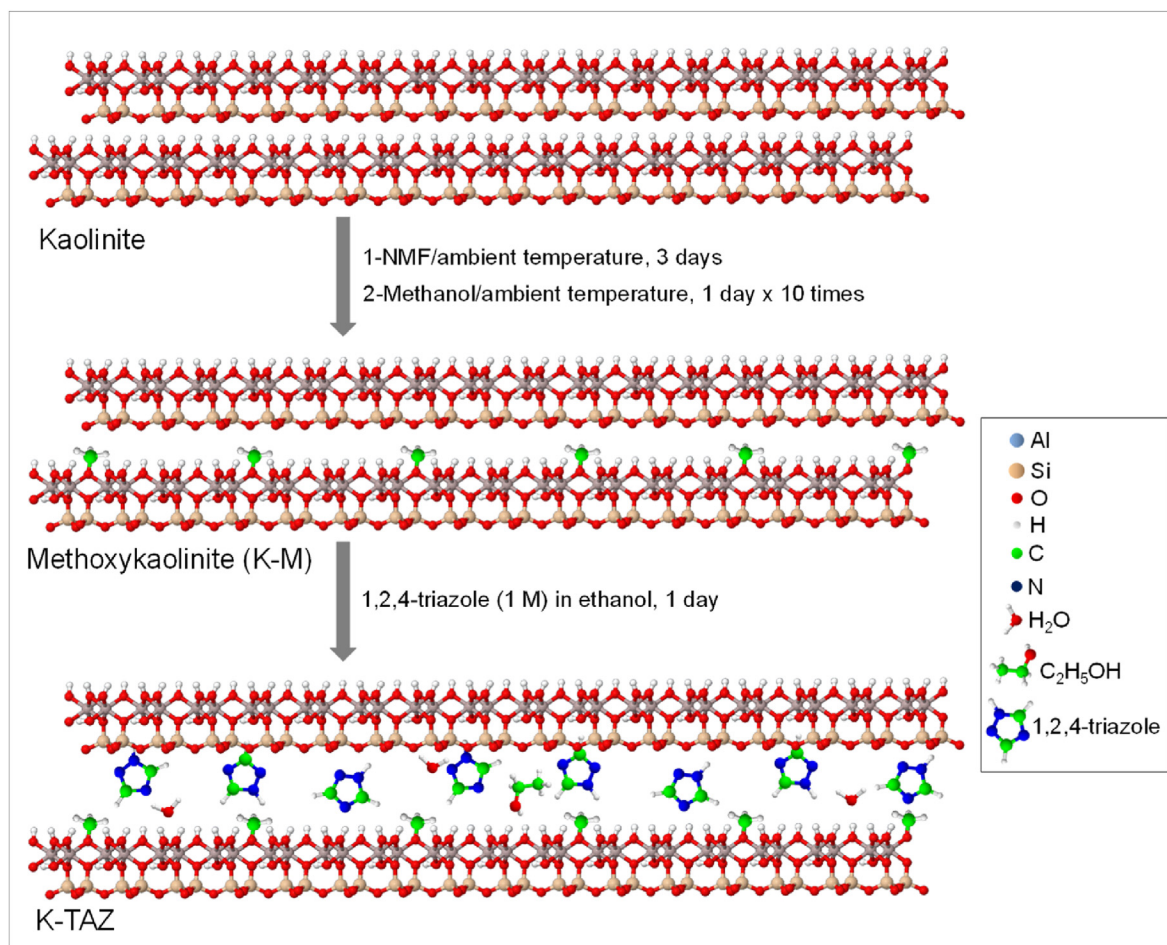 Kaolinite
1-NMF/ambient temperature, 3 days
2-Methanol/ambient temperature, 1 day x 10 times
Methoxykaolinite (K-M)
1,2,4-triazole (1 M) in ethanol, 1 day
K-TAZ
Al
Si
O
H
C
N
H₂O
C₂H₅OH
1,2,4-triazole